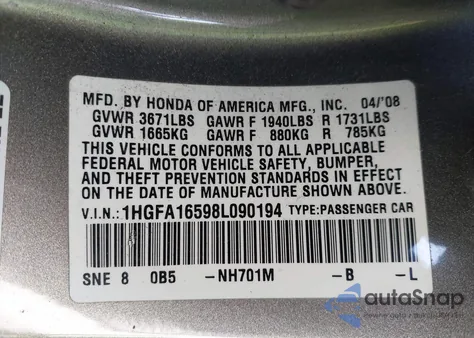 MFD. BY HONDA OF AMERICA MFG., INC. 04/'08
GVWR 3671LBS GAWR F 1940LBS R 1731LBS
GVWR 1665KG GAWR F 880KG R 785KG
THIS VEHICLE CONFORMS TO ALL APPLICABLE
FEDERAL MOTOR VEHICLE SAFETY, BUMPER,
AND THEFT PREVENTION STANDARDS IN EFFECT
ON THE DATE OF MANUFACTURE SHOWN ABOVE.
V.I.N.: 1HGFA16598L090194 TYPE:PASSENGER CAR
SNE 8 0B5 -NH701M -B -L
autoSnap